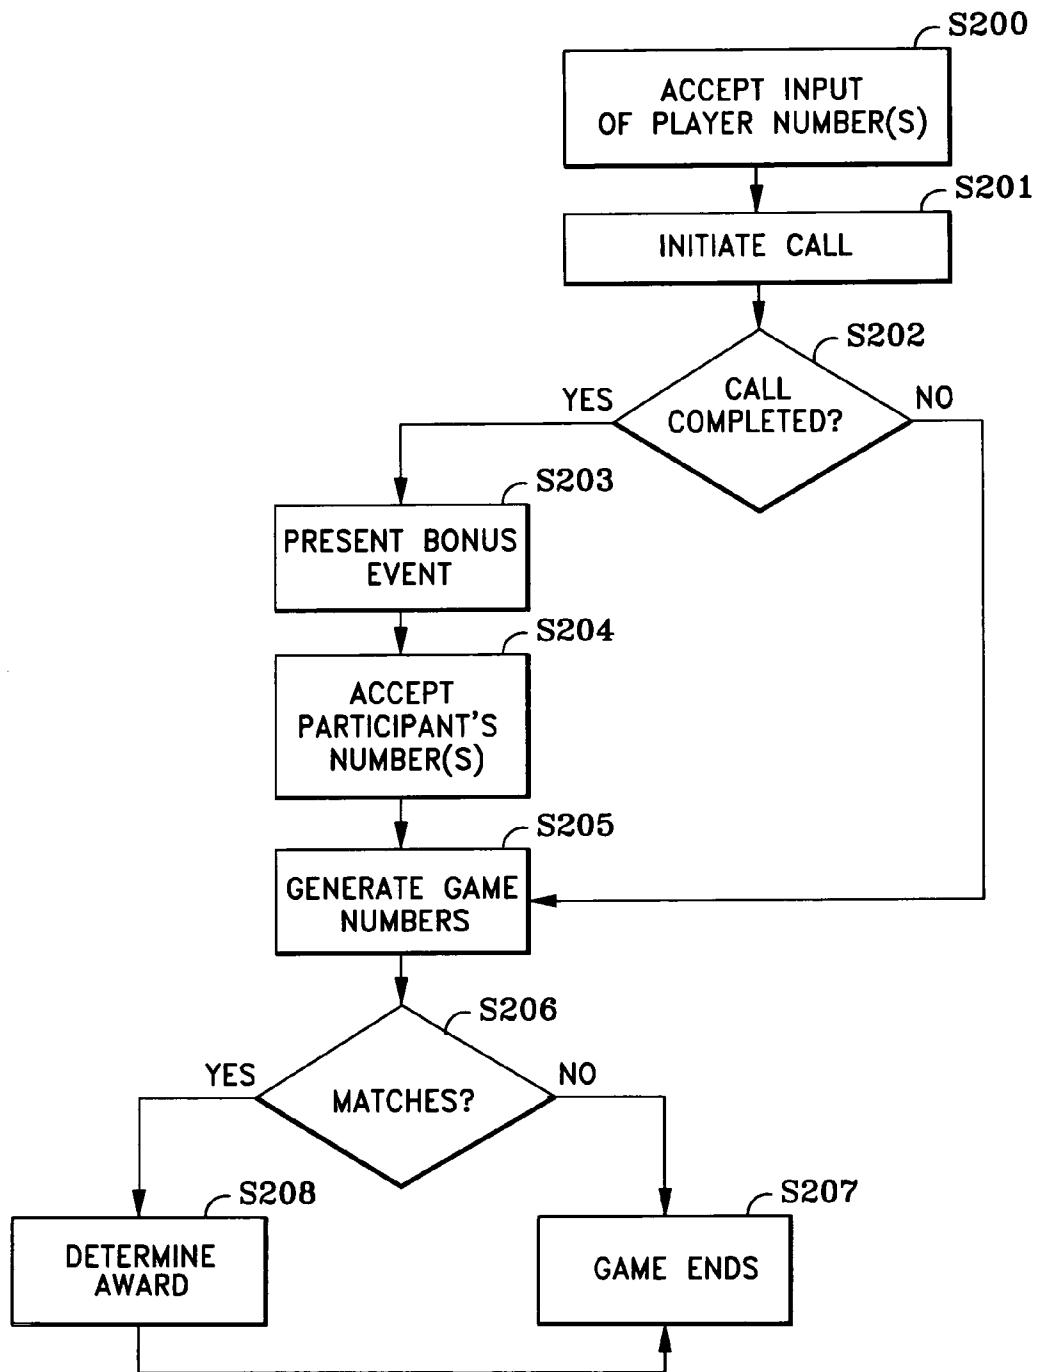 S200
ACCEPT INPUT
OF PLAYER NUMBER(S)
S201
INITIATE CALL
S202
CALL
COMPLETED?
YES
NO
S203
PRESENT BONUS
EVENT
S204
ACCEPT
PARTICIPANT'S
NUMBER(S)
S205
GENERATE GAME
NUMBERS
S206
MATCHES?
YES
NO
S208
DETERMINE
AWARD
S207
GAME ENDS